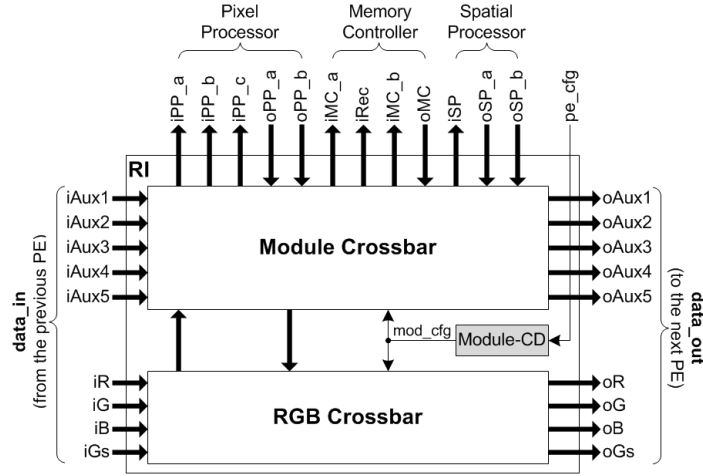 Pixel
Processor
Memory
Controller
Spatial
Processor
iPP_a
iPP_b
iPP_c
oPP_a
oPP_b
iMC_a
iRec
iMC_b
oMC
iSP
oSP_a
oSP_b
pe_cfg
RI
iAux1
iAux2
iAux3
iAux4
iAux5
Module Crossbar
oAux1
oAux2
oAux3
oAux4
oAux5
data_in
(from the previous PE)
data_out
(to the next PE)
mod_cfg
Module-CD
iR
iG
iB
iGs
RGB Crossbar
oR
oG
oB
oGs